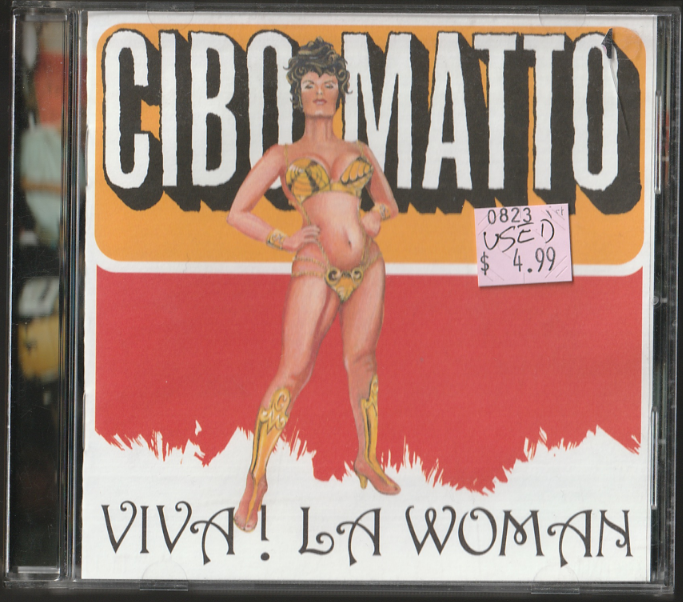 CIBO MATTO
0823
USED
$ 4.99
VIVA! LA WOMAN